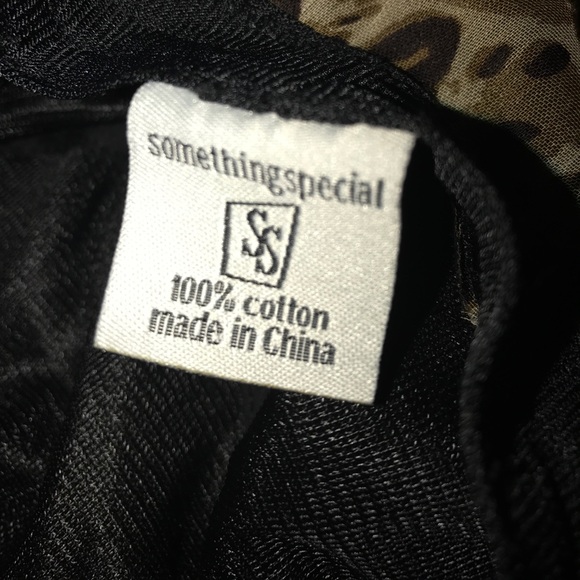 somethingspecial
SS
100% cotton
made in China